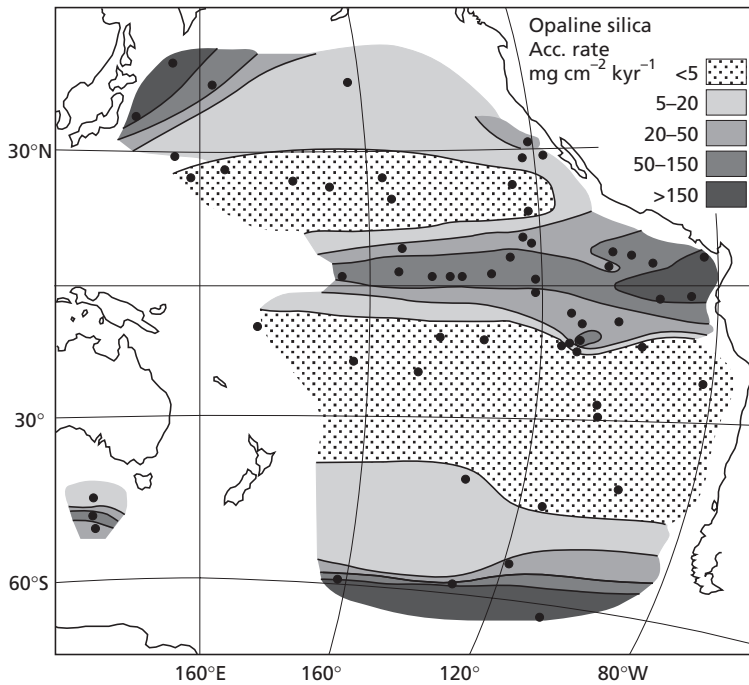 Opaline silica
Acc. rate
mg cm⁻² kyr⁻¹
<5
5–20
20–50
50–150
>150
30°N
30°
60°S
160°E 160° 120° 80°W